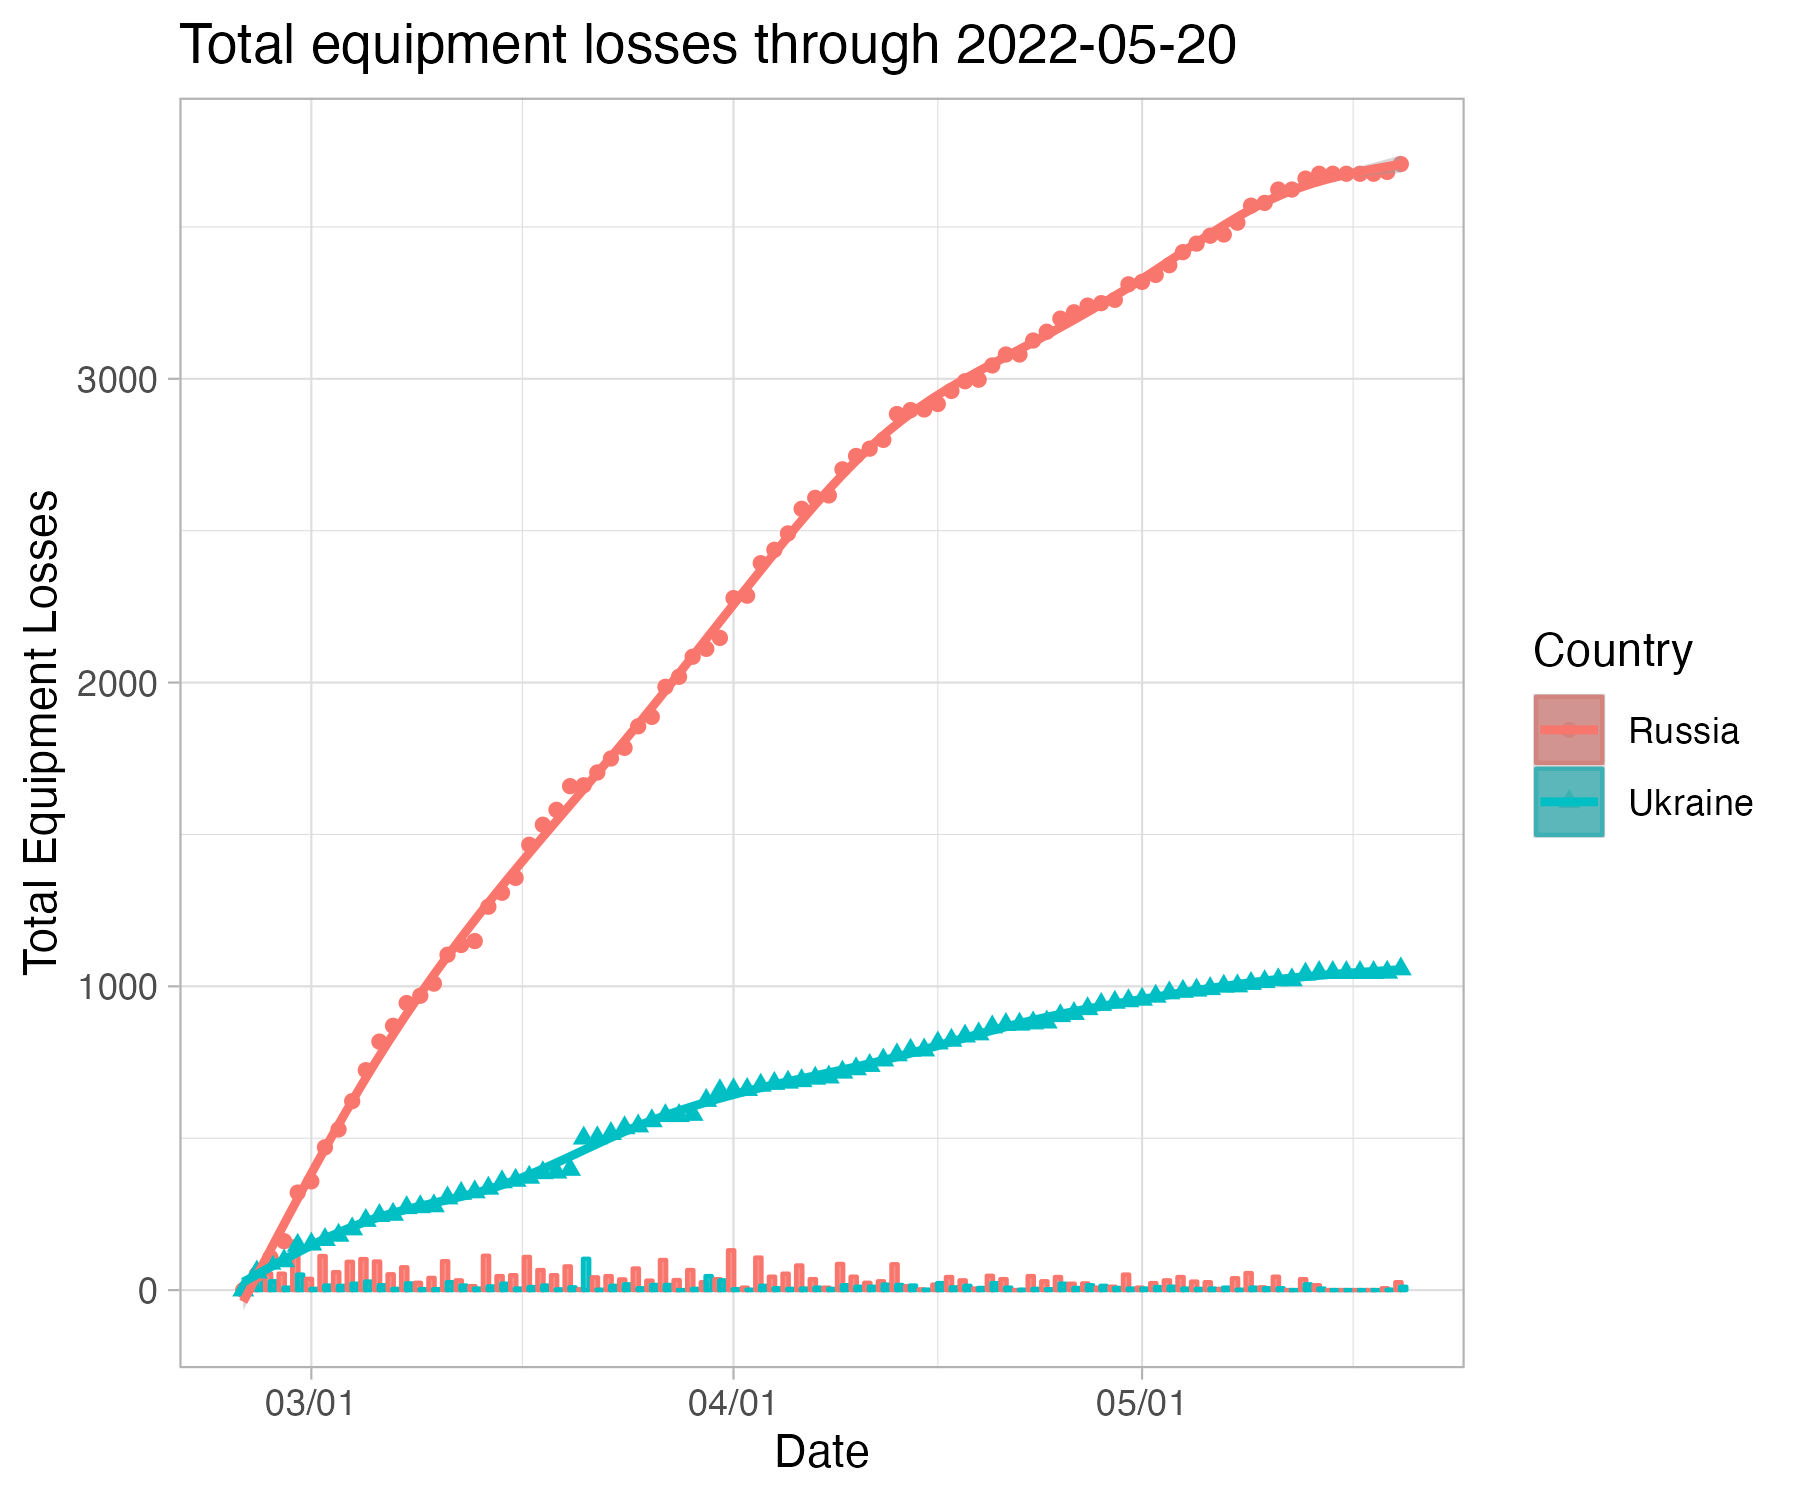 Total equipment losses through 2022-05-20
Total Equipment Losses
3000
2000
1000
0
03/01
04/01
05/01
Date
Country
Russia
Ukraine